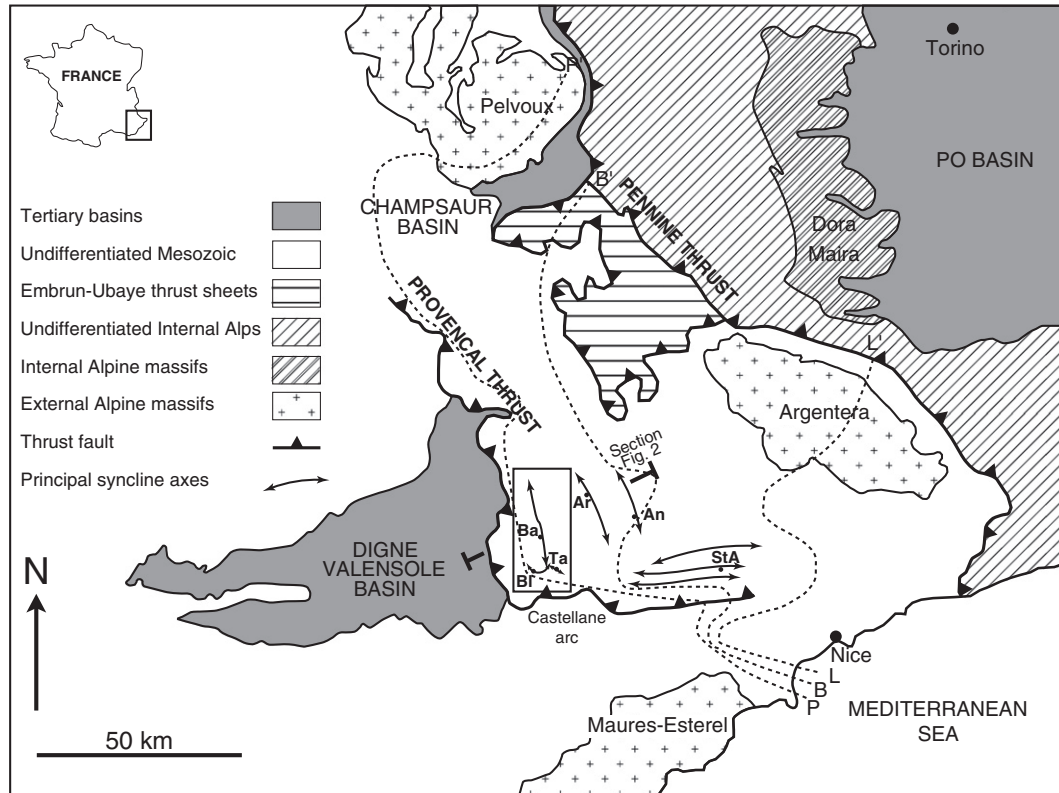 FRANCE
Torino
P'
Pelvoux
PO BASIN
B'
PENNINE THRUST
CHAMPSAUR
BASIN
Dora
Maira
Tertiary basins
Undifferentiated Mesozoic
Embrun-Ubaye thrust sheets
Undifferentiated Internal Alps
Internal Alpine massifs
External Alpine massifs
Thrust fault
Principal syncline axes
PROVENCAL THRUST
L'
Argentera
Section
Fig. 2
Ar
An
Ba
Ta
Bl
StA
DIGNE
VALENSOLE
BASIN
N
Castellane
arc
Nice
L
B
P
MEDITERRANEAN
SEA
Maures-Esterel
50 km